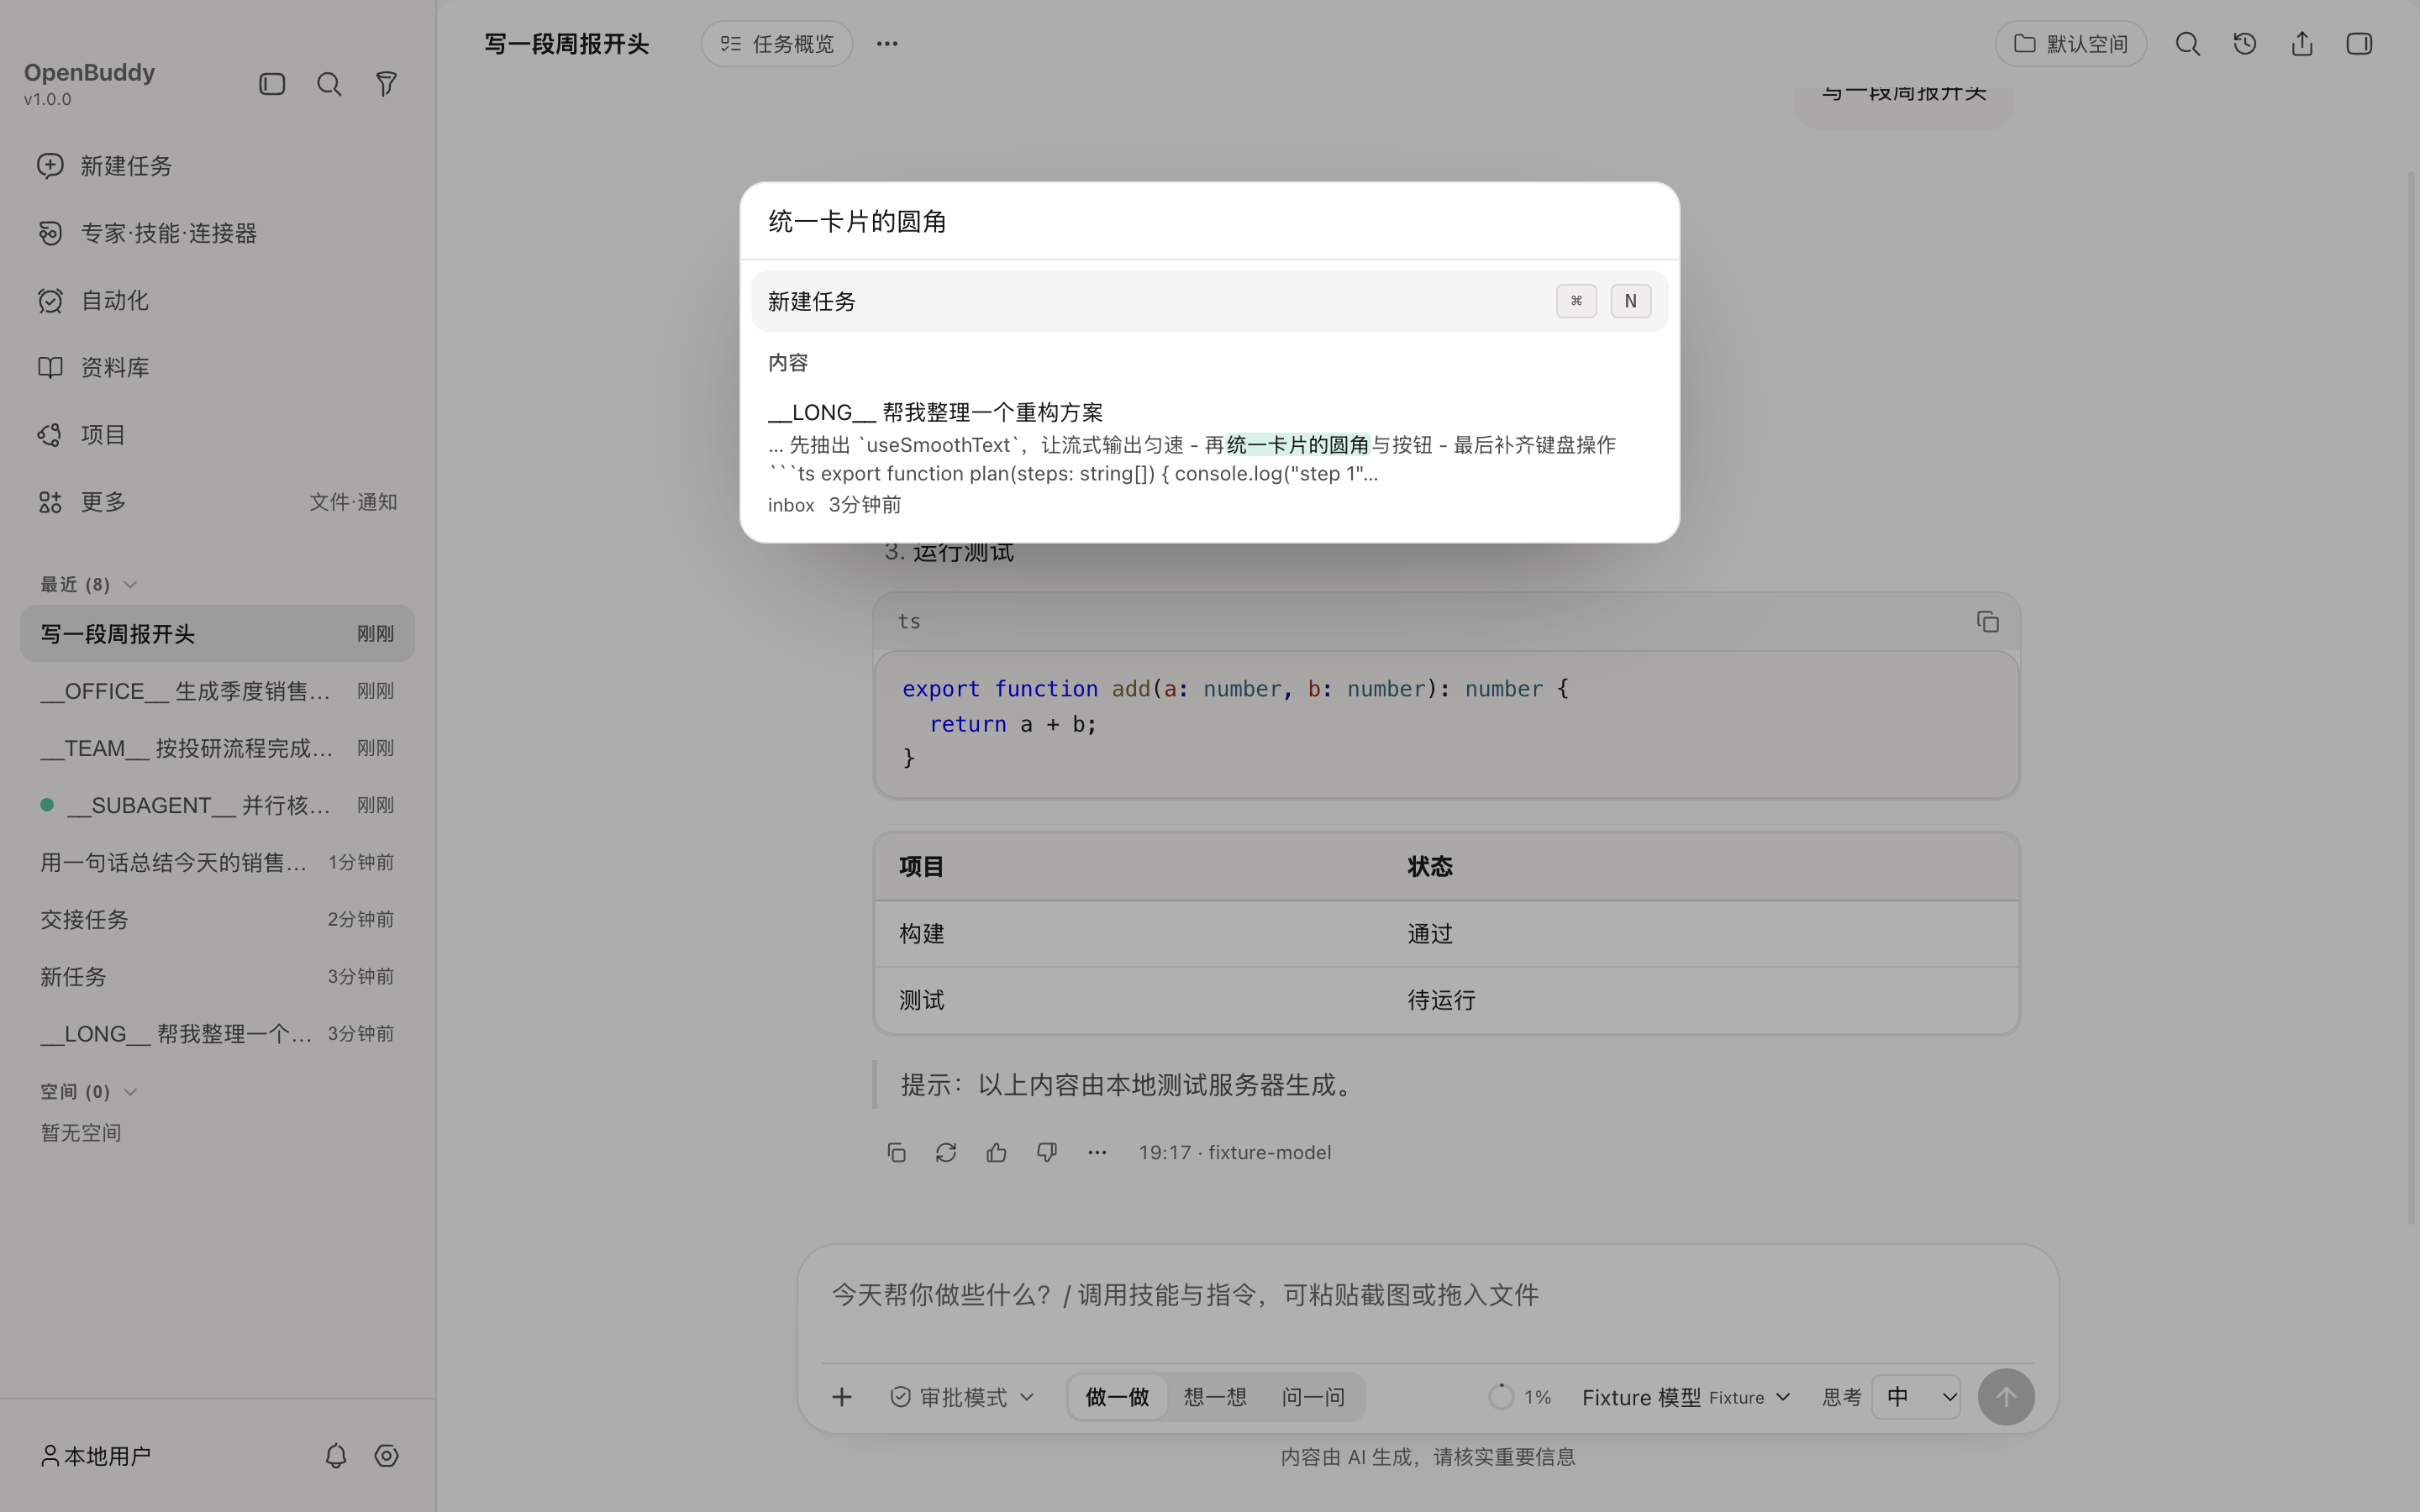 OpenBuddy
v1.0.0
新建任务
专家·技能·连接器
自动化
资料库
项目
更多 文件·通知
最近 (8)
写一段周报开头 刚刚
__OFFICE__ 生成季度销售… 刚刚
__TEAM__ 按投研流程完成… 刚刚
__SUBAGENT__ 并行核… 刚刚
用一句话总结今天的销售… 1分钟前
交接任务 2分钟前
新任务 3分钟前
__LONG__ 帮我整理一个… 3分钟前
空间 (0)
暂无空间
本地用户
写一段周报开头 任务概览 默认空间
写一段周报开头
统一卡片的圆角
新建任务 ⌘ N
内容
__LONG__ 帮我整理一个重构方案
... 先抽出 `useSmoothText`，让流式输出匀速 - 再统一卡片的圆角与按钮 - 最后补齐键盘操作
```ts export function plan(steps: string[]) { console.log("step 1"...
inbox 3分钟前
3. 运行测试
ts
export function add(a: number, b: number): number {
  return a + b;
}
项目 状态
构建 通过
测试 待运行
提示：以上内容由本地测试服务器生成。
19:17 · fixture-model
今天帮你做些什么？/ 调用技能与指令，可粘贴截图或拖入文件
审批模式 做一做 想一想 问一问 1% Fixture 模型 Fixture 思考 中
内容由 AI 生成，请核实重要信息